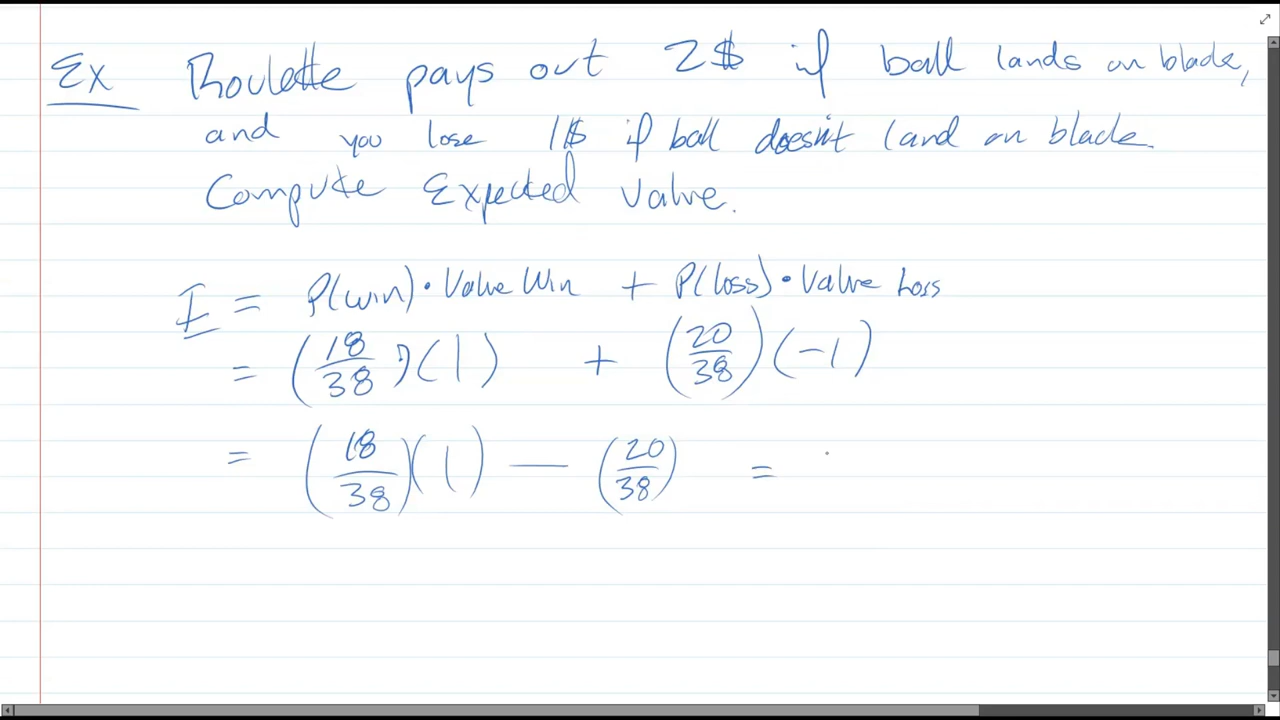 Ex Roulette pays out 2$ if ball lands on black,
and you lose 1$ if ball doesn't land on black.
Compute Expected Value.
E = P(win) · Value Win + P(loss) · Value Loss
= (18/38)(1) + (20/38)(-1)
= (18/38)(1) — (20/38) =